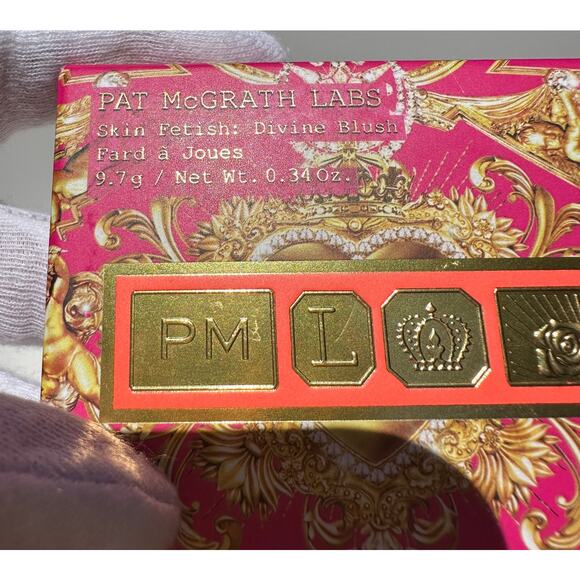 PAT McGRATH LABS
Skin Fetish: Divine Blush
Fard à Joues
9.7g / Net Wt. 0.34 Oz.
PM L